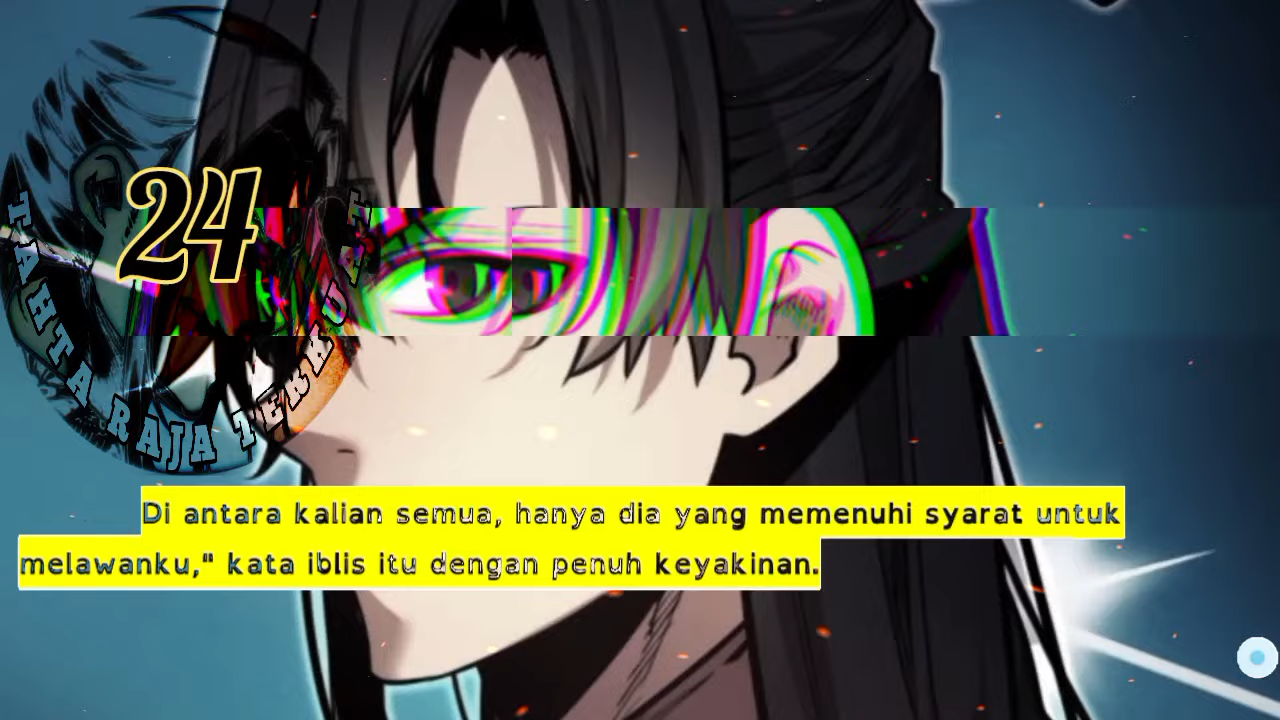 24
TAHTA RAJA TERKUAT
Di antara kalian semua, hanya dia yang memenuhi syarat untuk
melawanku," kata iblis itu dengan penuh keyakinan.